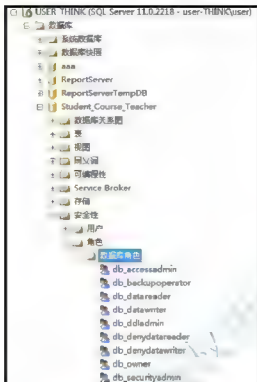 USER-THINK (SQL Server 11.0.2218 - user-THINK\user)
数据库
系统数据库
数据库快照
aaa
ReportServer
ReportServerTempDB
Student_Course_Teacher
数据库关系图
表
视图
同义词
可编程性
Service Broker
存储
安全性
用户
角色
数据库角色
db_accessadmin
db_backupoperator
db_datareader
db_datawriter
db_ddladmin
db_denydatareader
db_denydatawriter
db_owner
db_securityadmin